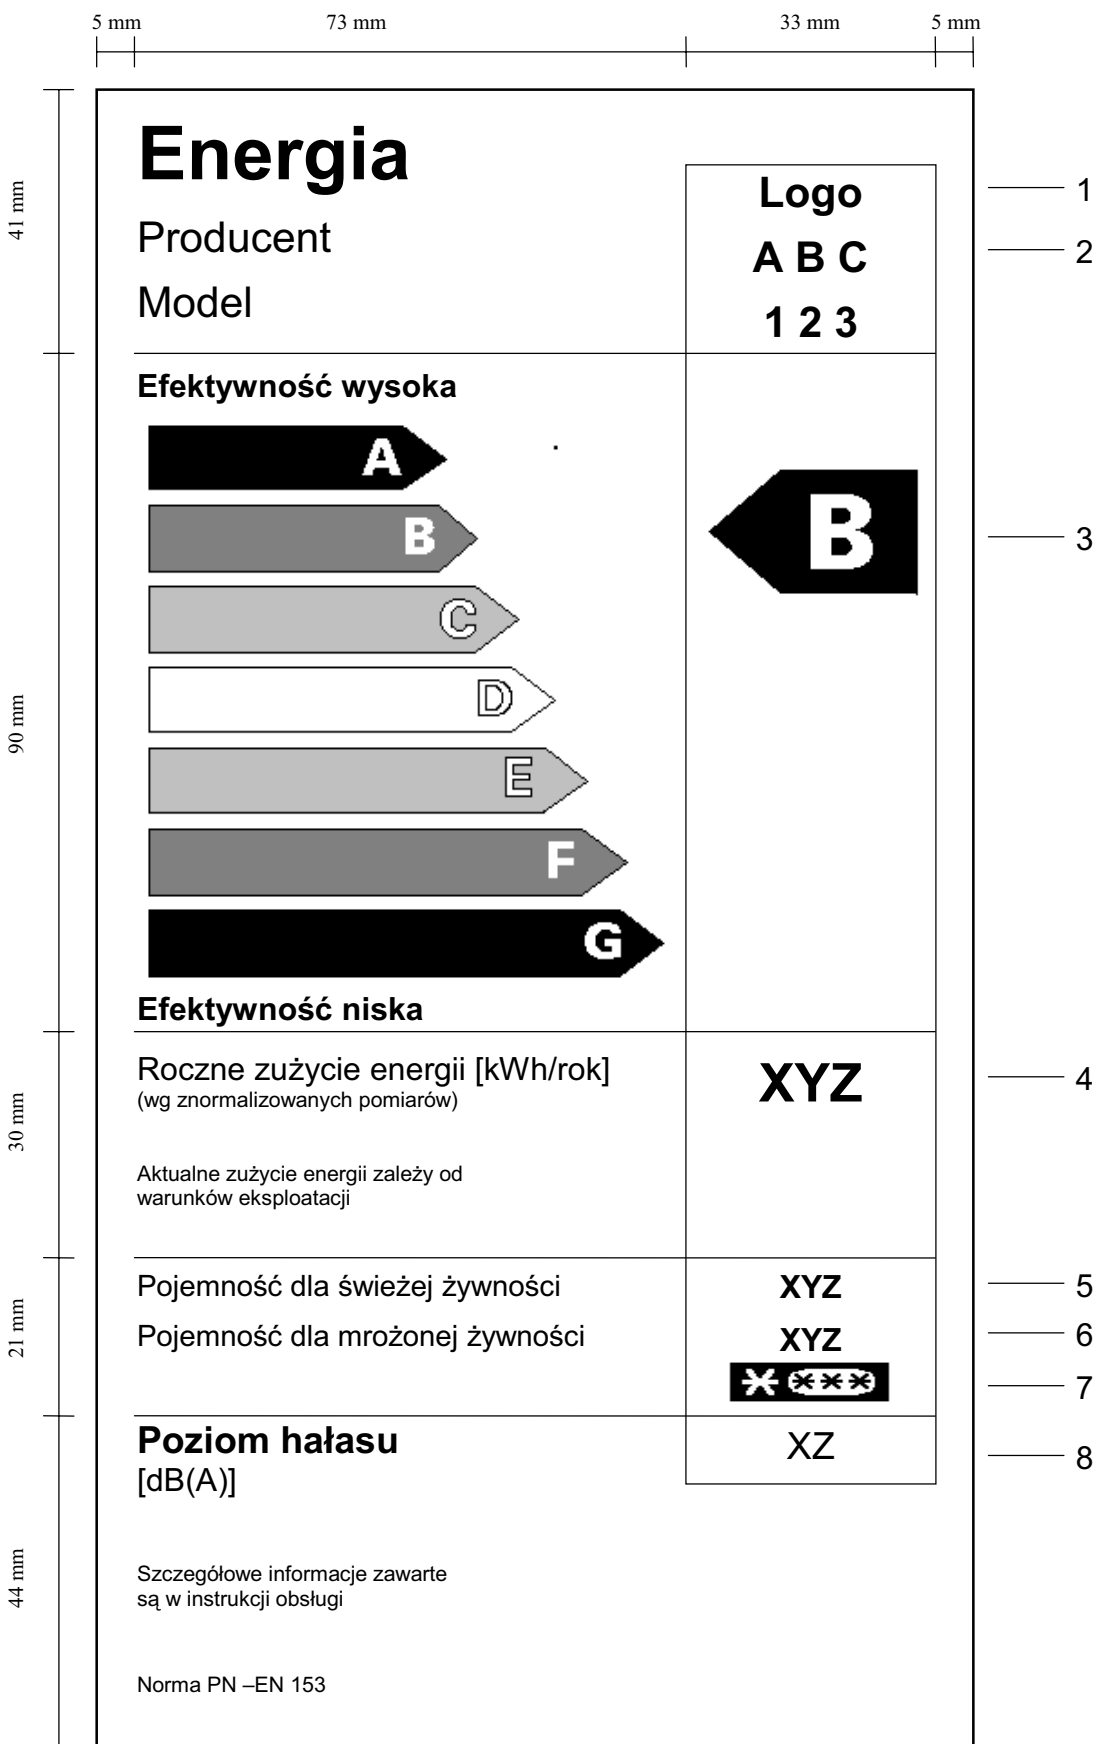 5 mm 73 mm 33 mm 5 mm
41 mm
Energia
Logo
1
Producent
A B C
2
Model
1 2 3
Efektywność wysoka
A
B
B
3
C
90 mm
D
E
F
G
Efektywność niska
30 mm
Roczne zużycie energii [kWh/rok]
XYZ
4
(wg znormalizowanych pomiarów)
Aktualne zużycie energii zależy od
warunków eksploatacji
21 mm
Pojemność dla świeżej żywności
XYZ
5
Pojemność dla mrożonej żywności
XYZ
6
7
Poziom hałasu
XZ
8
[dB(A)]
44 mm
Szczegółowe informacje zawarte
są w instrukcji obsługi
Norma PN –EN 153